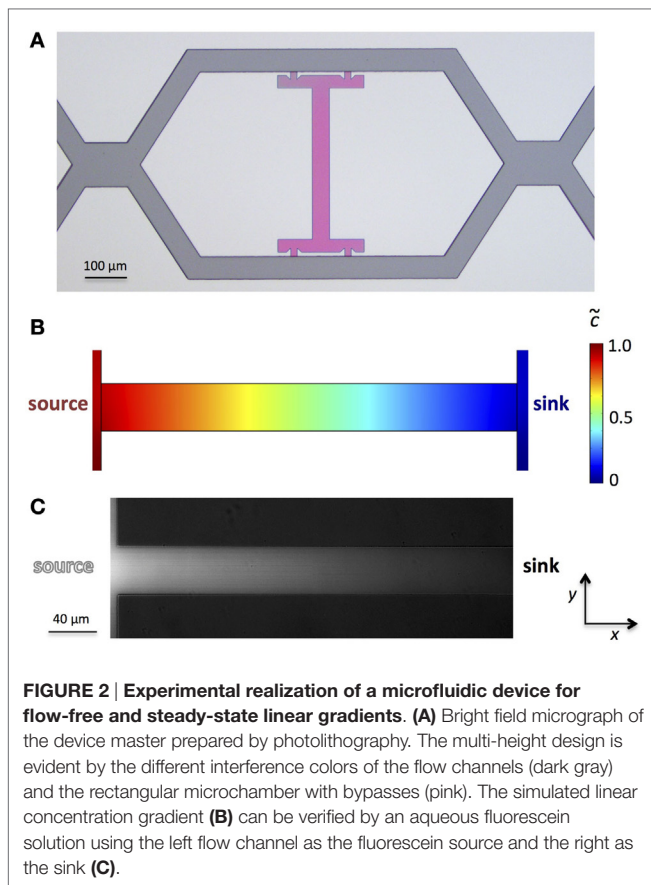 A
100 µm
B
c̃
source
sink
1.0
0.5
0
C
source
sink
40 µm
y
x
FIGURE 2 | Experimental realization of a microfluidic device for
flow-free and steady-state linear gradients. (A) Bright field micrograph of
the device master prepared by photolithography. The multi-height design is
evident by the different interference colors of the flow channels (dark gray)
and the rectangular microchamber with bypasses (pink). The simulated linear
concentration gradient (B) can be verified by an aqueous fluorescein
solution using the left flow channel as the fluorescein source and the right as
the sink (C).